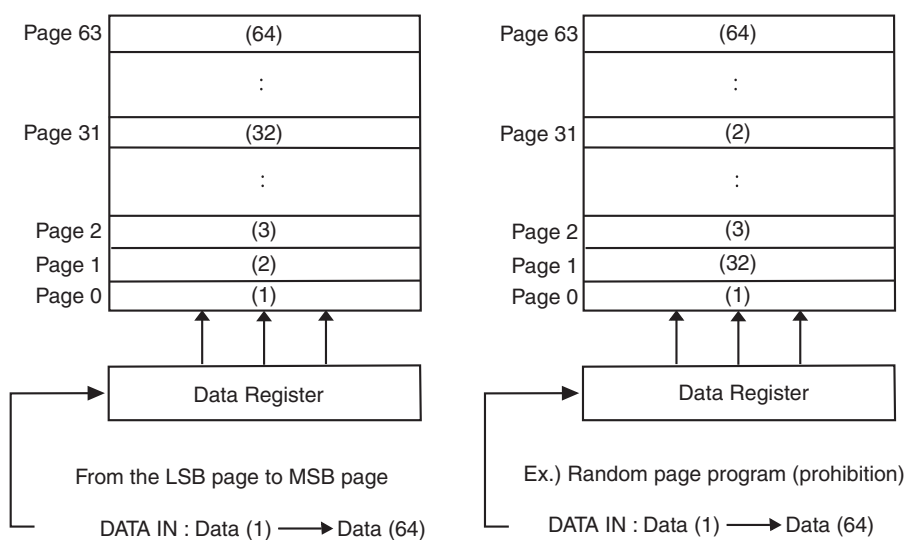 Page 63 (64)
:
Page 31 (32)
:
Page 2 (3)
Page 1 (2)
Page 0 (1)
Data Register
From the LSB page to MSB page
DATA IN : Data (1) Data (64)
Page 63 (64)
:
Page 31 (2)
:
Page 2 (3)
Page 1 (32)
Page 0 (1)
Data Register
Ex.) Random page program (prohibition)
DATA IN : Data (1) Data (64)